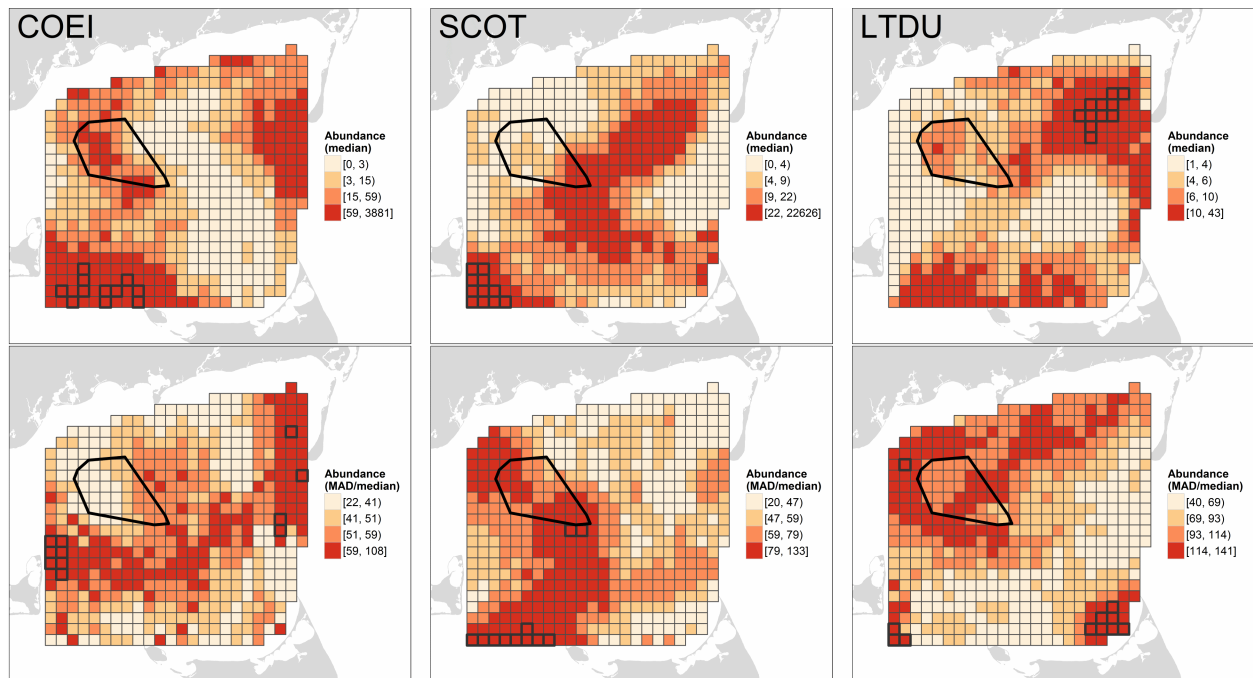 COEI
Abundance
(median)
[0, 3)
[3, 15)
[15, 59)
[59, 3881]
SCOT
Abundance
(median)
[0, 4)
[4, 9)
[9, 22)
[22, 22626]
LTDU
Abundance
(median)
[1, 4)
[4, 6)
[6, 10)
[10, 43]
Abundance
(MAD/median)
[22, 41)
[41, 51)
[51, 59)
[59, 108]
Abundance
(MAD/median)
[20, 47)
[47, 59)
[59, 79)
[79, 133]
Abundance
(MAD/median)
[40, 69)
[69, 93)
[93, 114)
[114, 141]